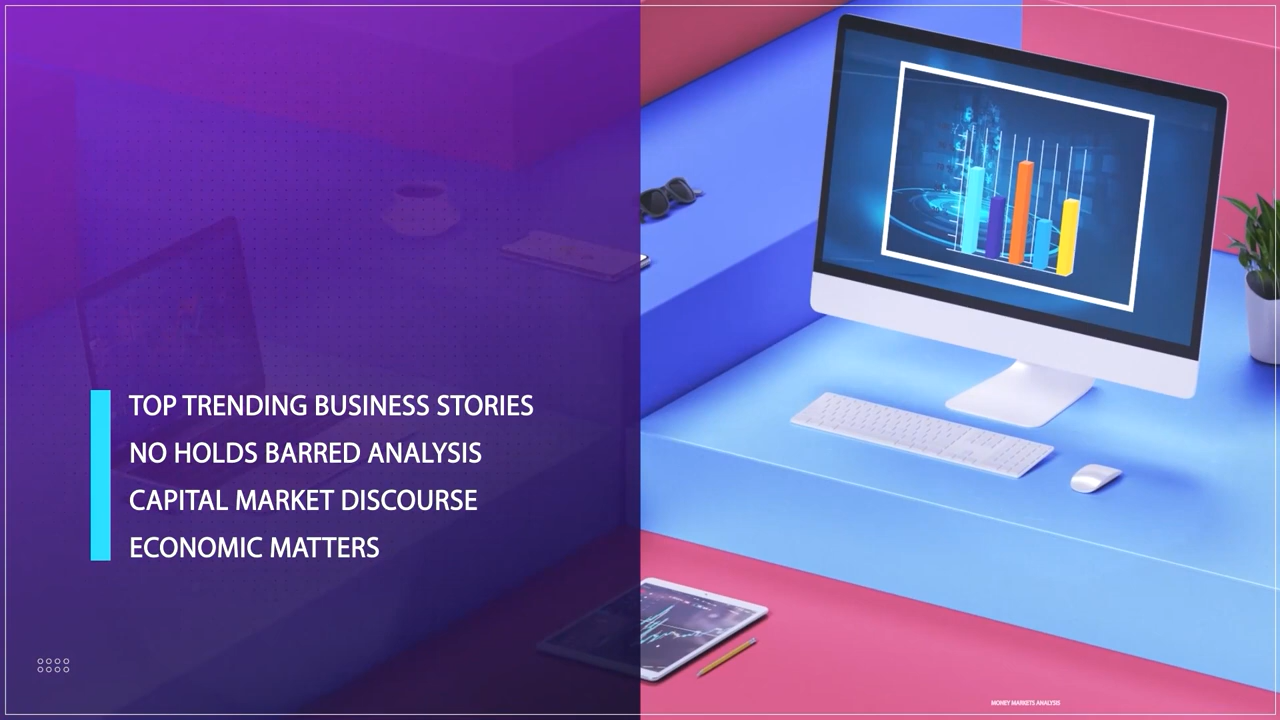 TOP TRENDING BUSINESS STORIES
NO HOLDS BARRED ANALYSIS
CAPITAL MARKET DISCOURSE
ECONOMIC MATTERS
MONEY MARKETS ANALYSIS